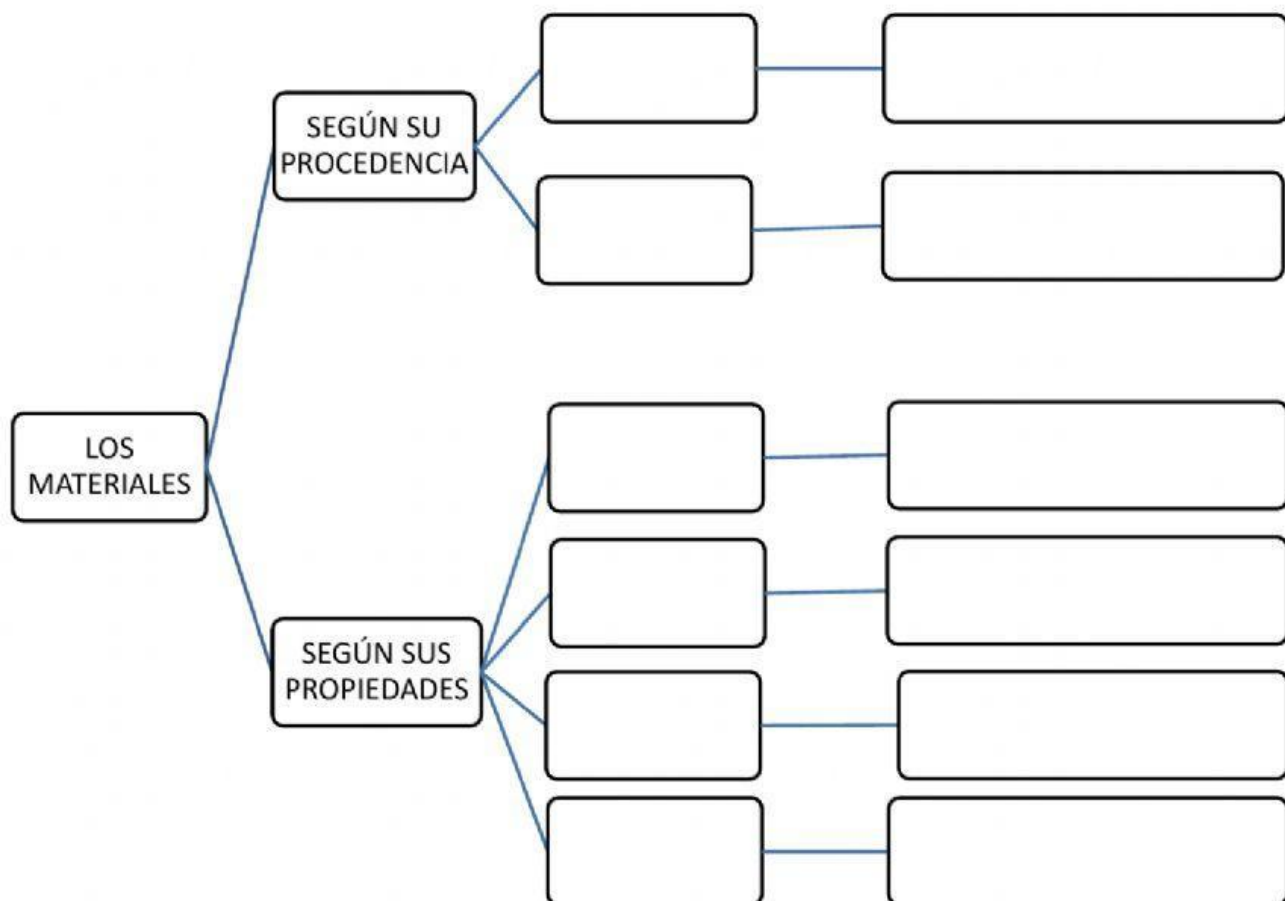 SEGÚN SU
PROCEDENCIA
LOS
MATERIALES
SEGÚN SUS
PROPIEDADES